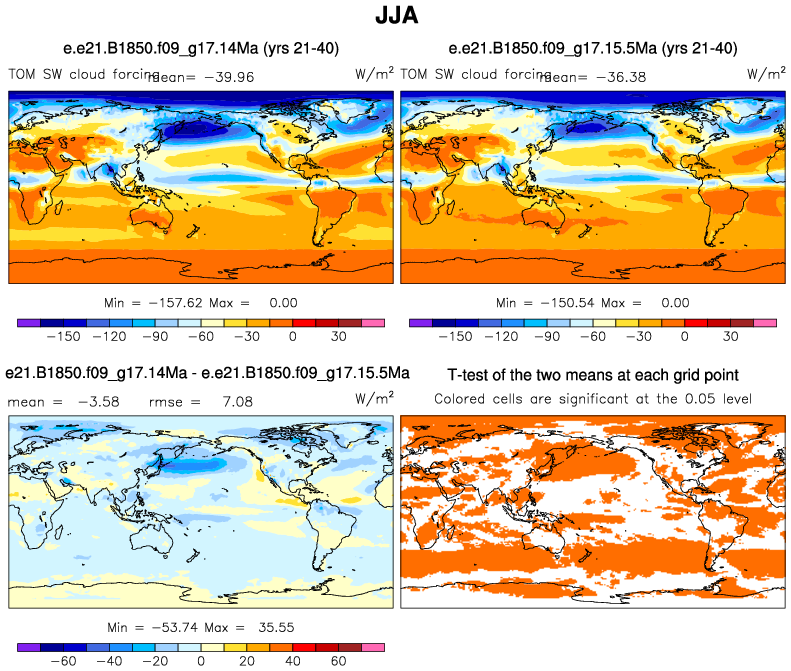 JJA
e.e21.B1850.f09_g17.14Ma (yrs 21-40)
TOM SW cloud forcing mean= −39.96 W/m²
Min = −157.62 Max = 0.00
−150 −120 −90 −60 −30 0 30
e.e21.B1850.f09_g17.15.5Ma (yrs 21-40)
TOM SW cloud forcing mean= −36.38 W/m²
Min = −150.54 Max = 0.00
−150 −120 −90 −60 −30 0 30
e21.B1850.f09_g17.14Ma - e.e21.B1850.f09_g17.15.5Ma
mean = −3.58 rmse = 7.08 W/m²
Min = −53.74 Max = 35.55
−60 −40 −20 0 20 40 60
T-test of the two means at each grid point
Colored cells are significant at the 0.05 level